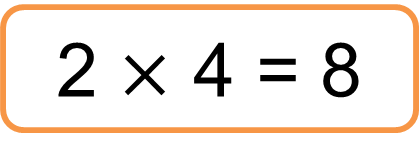 2 × 4 = 8